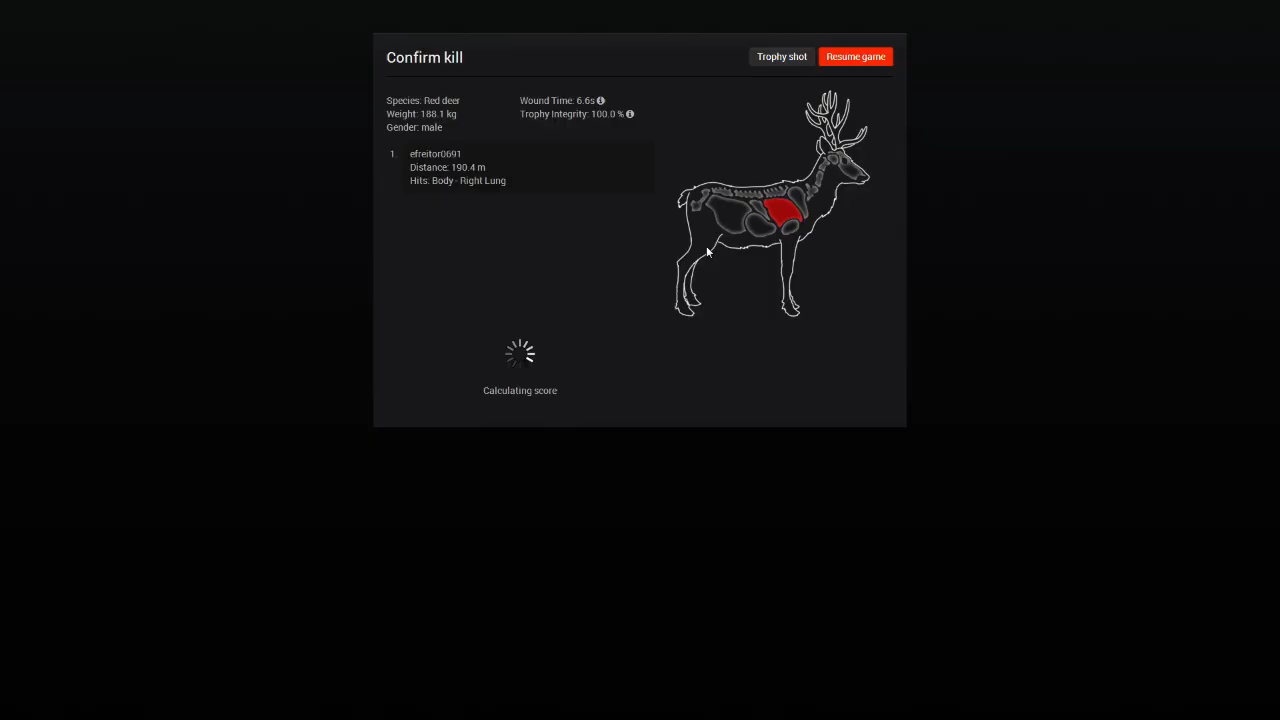 Confirm kill
Trophy shot
Resume game
Species: Red deer
Weight: 188.1 kg
Gender: male
Wound Time: 6.6s
Trophy Integrity: 100.0 %
1. efreitor0691
Distance: 190.4 m
Hits: Body - Right Lung
Calculating score